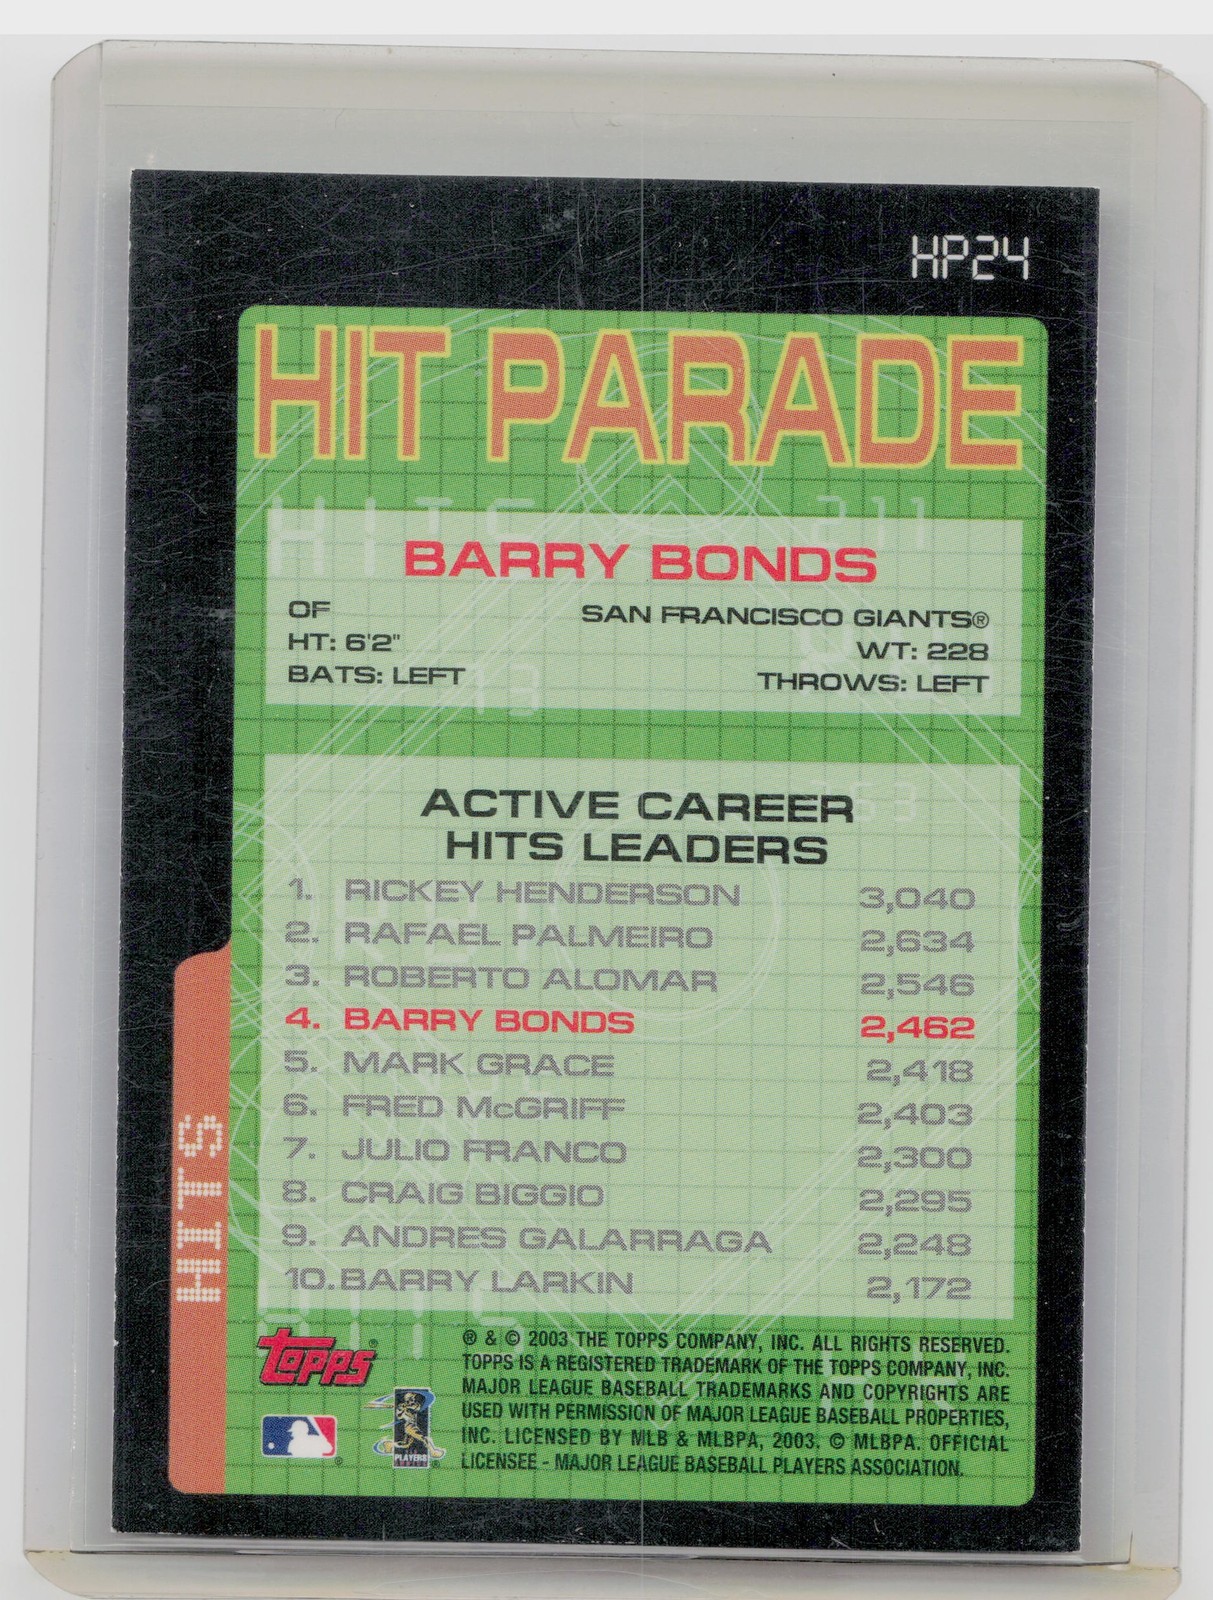 HP24
HIT PARADE
BARRY BONDS
OF
SAN FRANCISCO GIANTS®
HT: 6'2"
WT: 228
BATS: LEFT
THROWS: LEFT
ACTIVE CAREER
HITS LEADERS
1. RICKEY HENDERSON 3,040
2. RAFAEL PALMEIRO 2,634
3. ROBERTO ALOMAR 2,546
4. BARRY BONDS 2,462
5. MARK GRACE 2,418
6. FRED McGRIFF 2,403
7. JULIO FRANCO 2,300
8. CRAIG BIGGIO 2,295
9. ANDRES GALARRAGA 2,248
10. BARRY LARKIN 2,172
HITS
Topps®
® & © 2003 THE TOPPS COMPANY, INC. ALL RIGHTS RESERVED.
TOPPS IS A REGISTERED TRADEMARK OF THE TOPPS COMPANY, INC.
MAJOR LEAGUE BASEBALL TRADEMARKS AND COPYRIGHTS ARE
USED WITH PERMISSION OF MAJOR LEAGUE BASEBALL PROPERTIES,
INC. LICENSED BY MLB & MLBPA, 2003. © MLBPA. OFFICIAL
LICENSEE - MAJOR LEAGUE BASEBALL PLAYERS ASSOCIATION.
PLAYERS